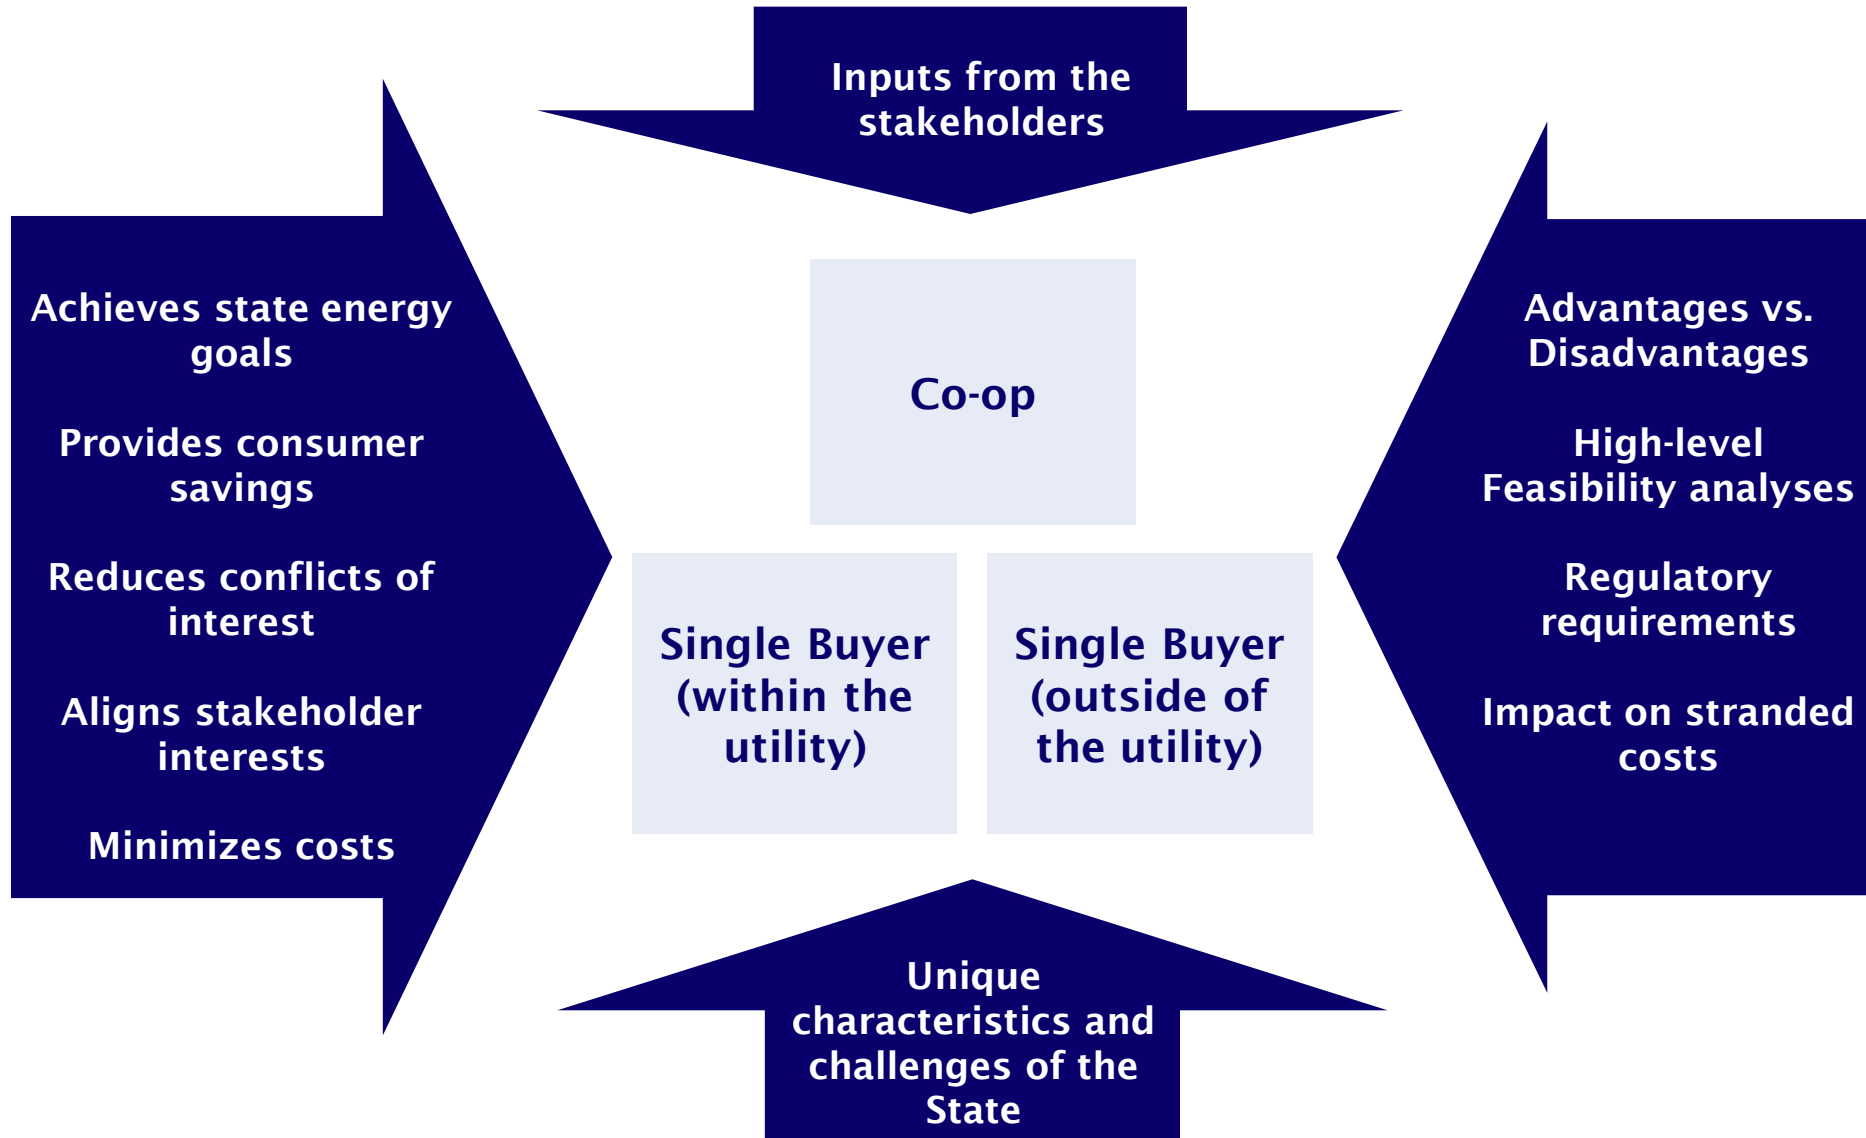 Inputs from the
stakeholders
Achieves state energy
goals
Provides consumer
savings
Reduces conflicts of
interest
Aligns stakeholder
interests
Minimizes costs
Co-op
Single Buyer
(within the
utility)
Single Buyer
(outside of
the utility)
Advantages vs.
Disadvantages
High-level
Feasibility analyses
Regulatory
requirements
Impact on stranded
costs
Unique
characteristics and
challenges of the
State